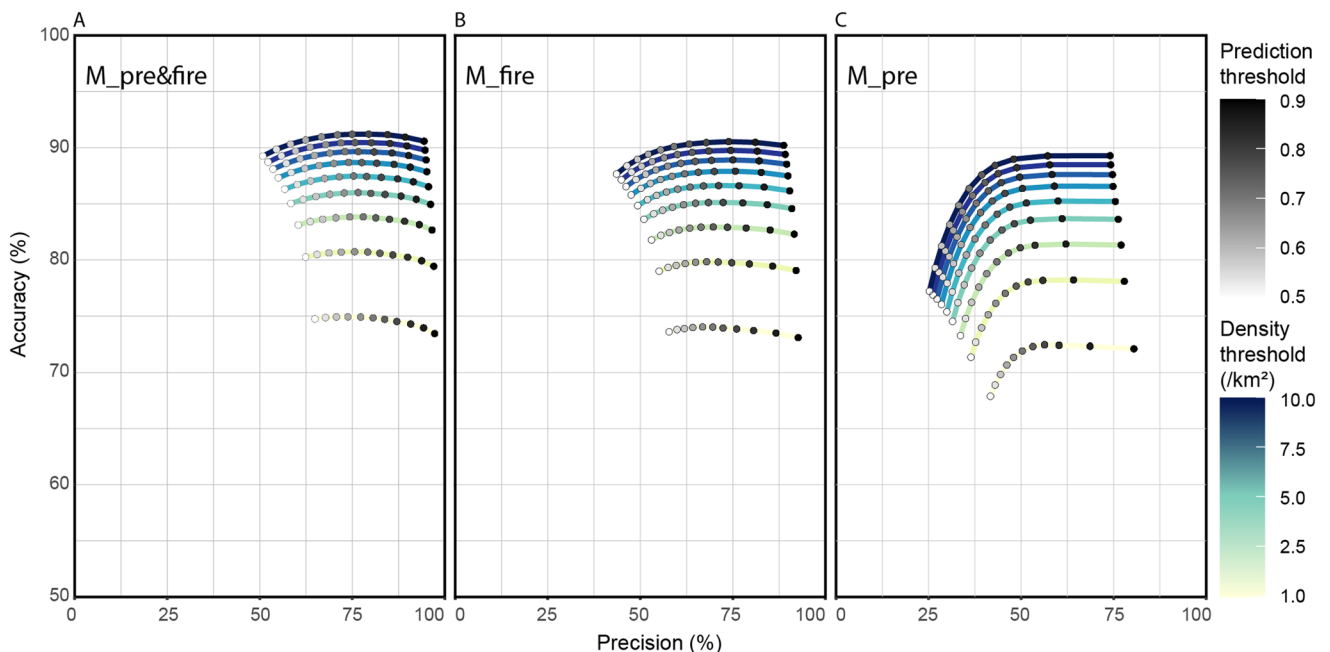 A
B
C
M_pre&fire
M_fire
M_pre
Accuracy (%)
100
90
80
70
60
50
0
25
50
75
100
0
25
50
75
100
0
25
50
75
100
Precision (%)
Prediction
threshold
0.9
0.8
0.7
0.6
0.5
Density
threshold
(/km²)
10.0
7.5
5.0
2.5
1.0